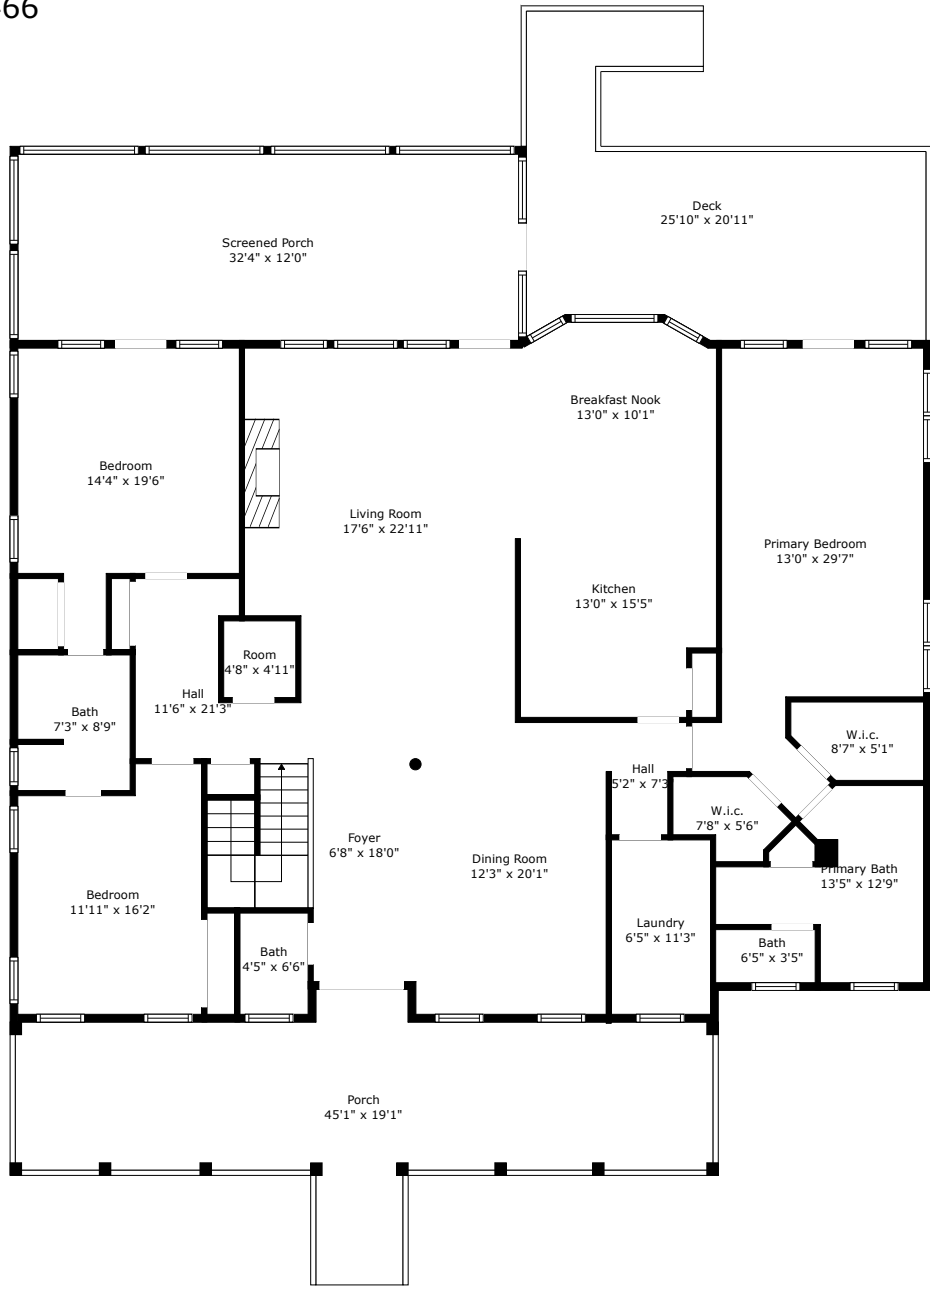 66
Deck
25'10" x 20'11"
Screened Porch
32'4" x 12'0"
Breakfast Nook
13'0" x 10'1"
Bedroom
14'4" x 19'6"
Living Room
17'6" x 22'11"
Primary Bedroom
13'0" x 29'7"
Kitchen
13'0" x 15'5"
Room
4'8" x 4'11"
Hall
11'6" x 21'3"
Bath
7'3" x 8'9"
W.i.c.
8'7" x 5'1"
Hall
5'2" x 7'3
W.i.c.
7'8" x 5'6"
Foyer
6'8" x 18'0"
Dining Room
12'3" x 20'1"
Primary Bath
13'5" x 12'9"
Bedroom
11'11" x 16'2"
Laundry
6'5" x 11'3"
Bath
4'5" x 6'6"
Bath
6'5" x 3'5"
Porch
45'1" x 19'1"